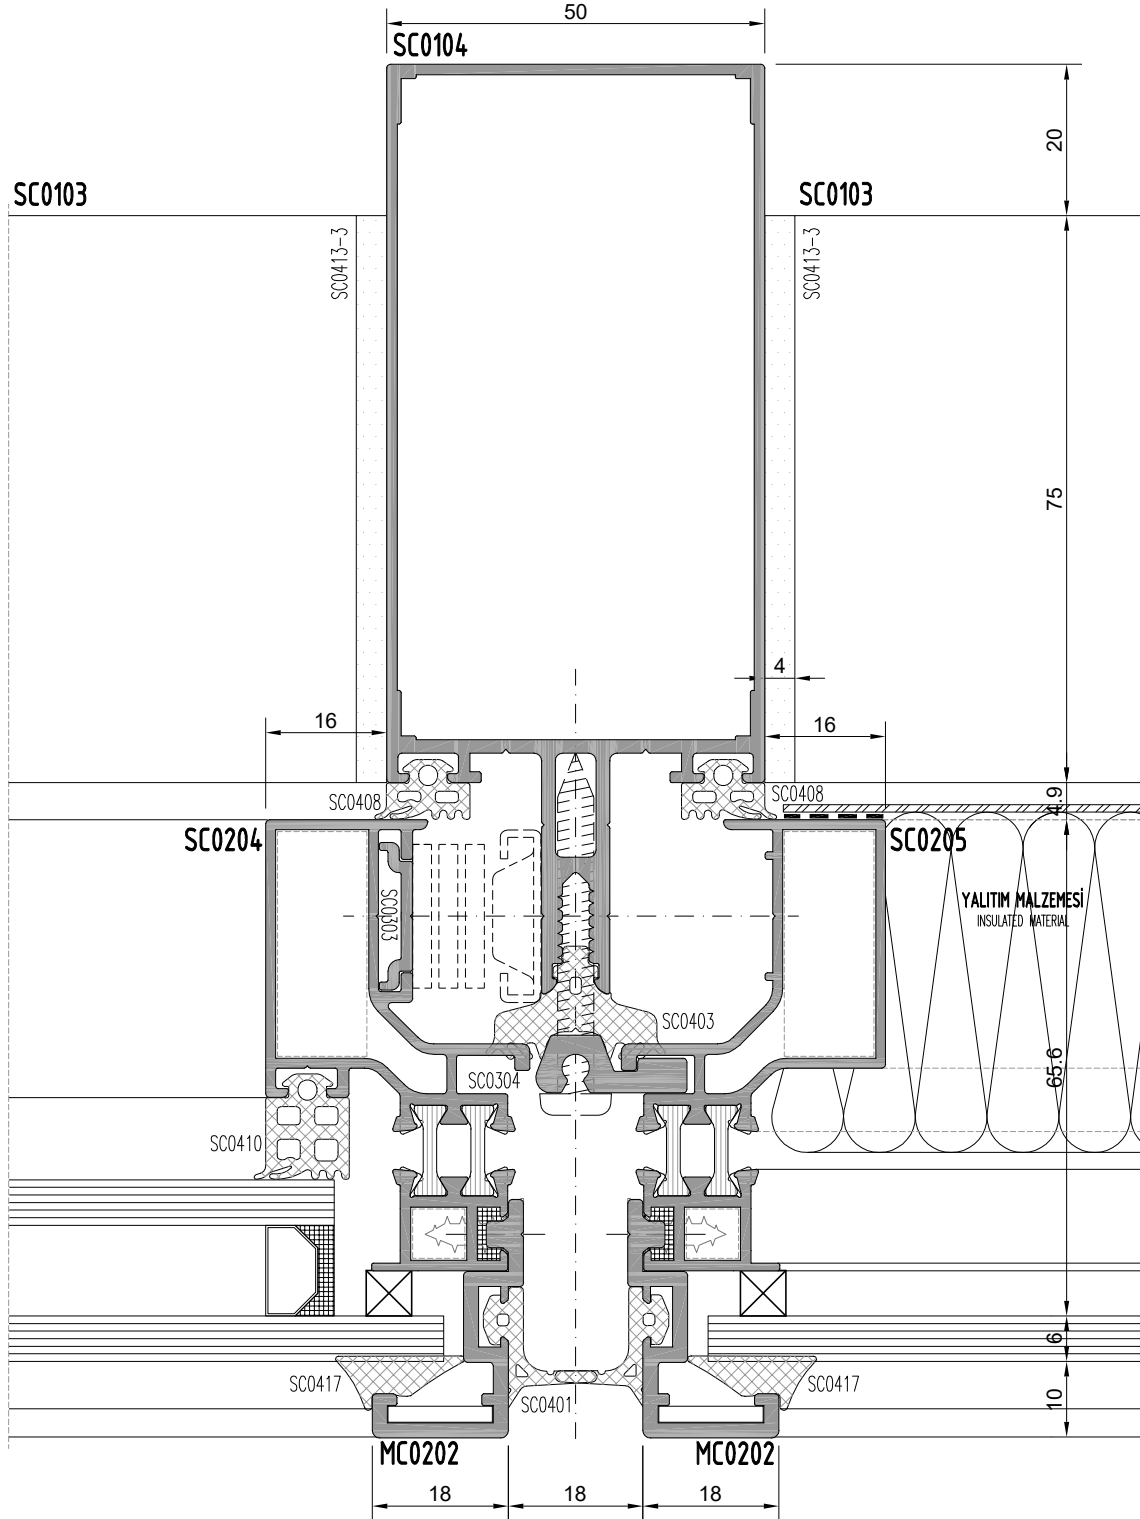 50
SC0104
20
SC0103
SC0103
SC0413-3
SC0413-3
75
4
16
16
4.9
SC0408
SC0408
SC0204
SC0205
SC0303
YALITIM MALZEMESİ
INSULATED MATERIAL
SC0403
65.6
SC0304
SC0410
6
SC0417
SC0417
SC0401
10
MC0202
MC0202
18
18
18